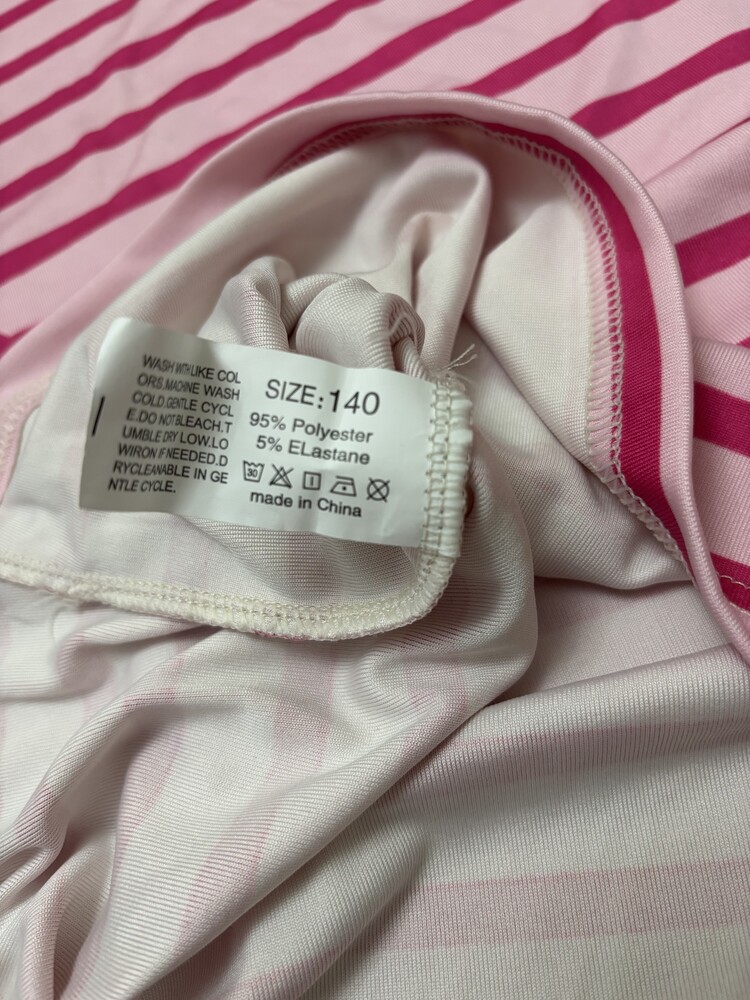 WASH WITH LIKE COL
ORS.MACHINE WASH
COLD.GENTLE CYCL
E.DO NOT BLEACH.T
UMBLE DRY LOW.LO
WIRON IF NEEDED.D
RYCLEANABLE IN GE
NTLE CYCLE.
SIZE:140
95% Polyester
5% ELastane
30
made in China